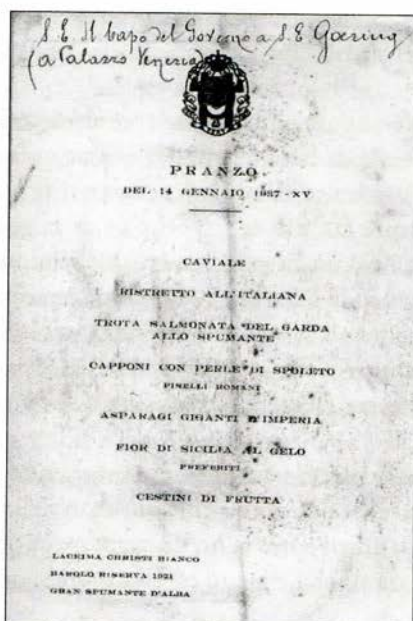 S. E. Il Capo del Governo a S. E. Goering
(a Palazzo Venezia)
PRANZO
DEL 14 GENNAIO 1937 - XV
CAVIALE
RISTRETTO ALL'ITALIANA
TROTA SALMONATA DEL GARDA
ALLO SPUMANTE
CAPPONI CON PERLE DI SPOLETO
PISELLI ROMANI
ASPARAGI GIGANTI D'IMPERIA
FIOR DI SICILIA AL GELO
PREFERITI
CESTINI DI FRUTTA
LACRIMA CHRISTI BIANCO
BAROLO RISERVA 1921
GRAN SPUMANTE D'ALBA